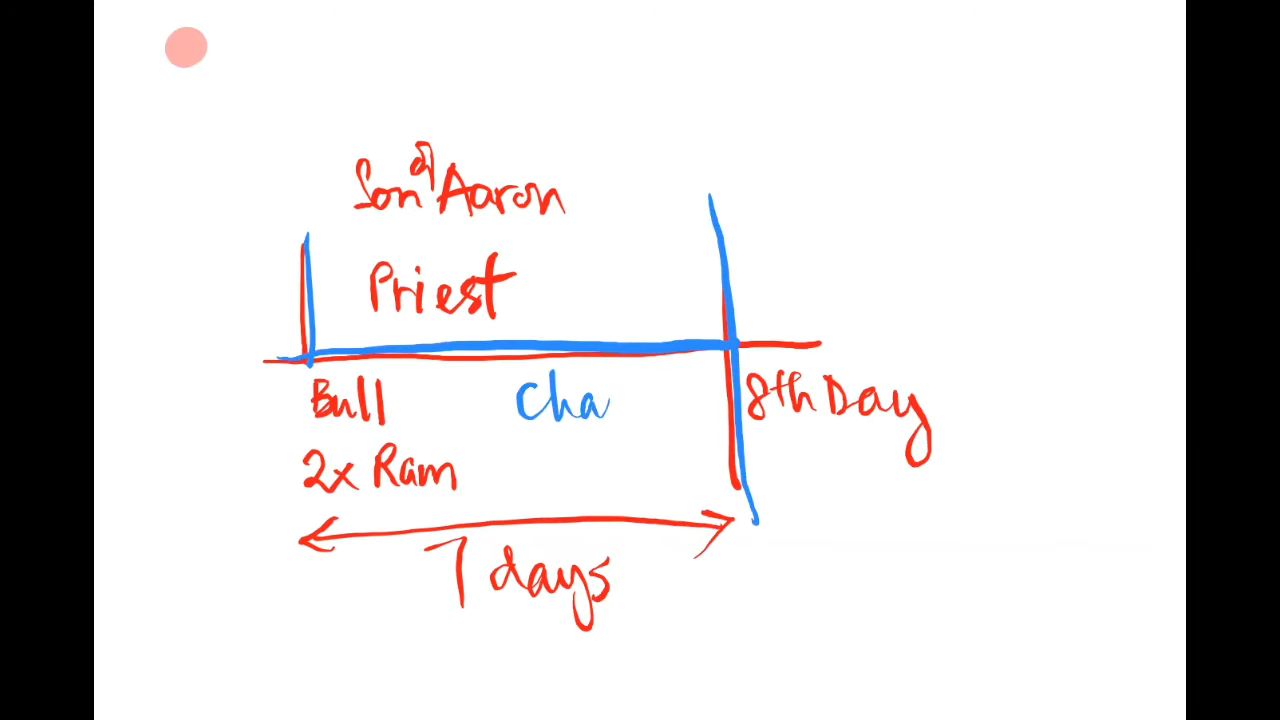 Son of Aaron
Priest
Bull
Cha
8th Day
2x Ram
7 days